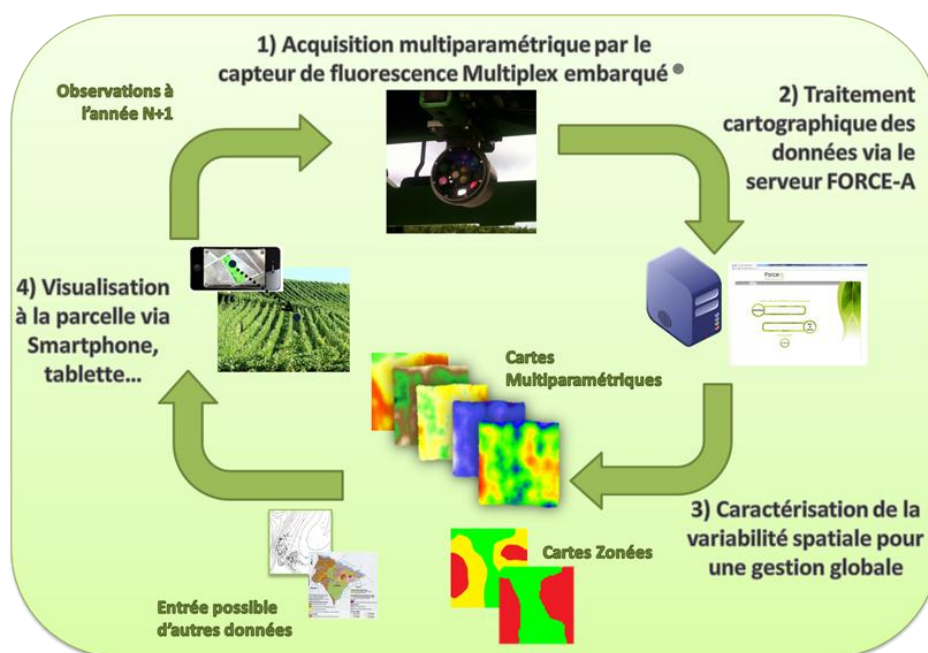 1) Acquisition multiparamétrique par le
capteur de fluorescence Multiplex embarqué ®
Observations à
l'année N+1
2) Traitement
cartographique des
données via le
serveur FORCE-A
Force
4) Visualisation
à la parcelle via
Smartphone,
tablette...
Cartes
Multiparamétriques
3) Caractérisation de la
variabilité spatiale pour
une gestion globale
Cartes Zonées
Entrée possible
d'autres données